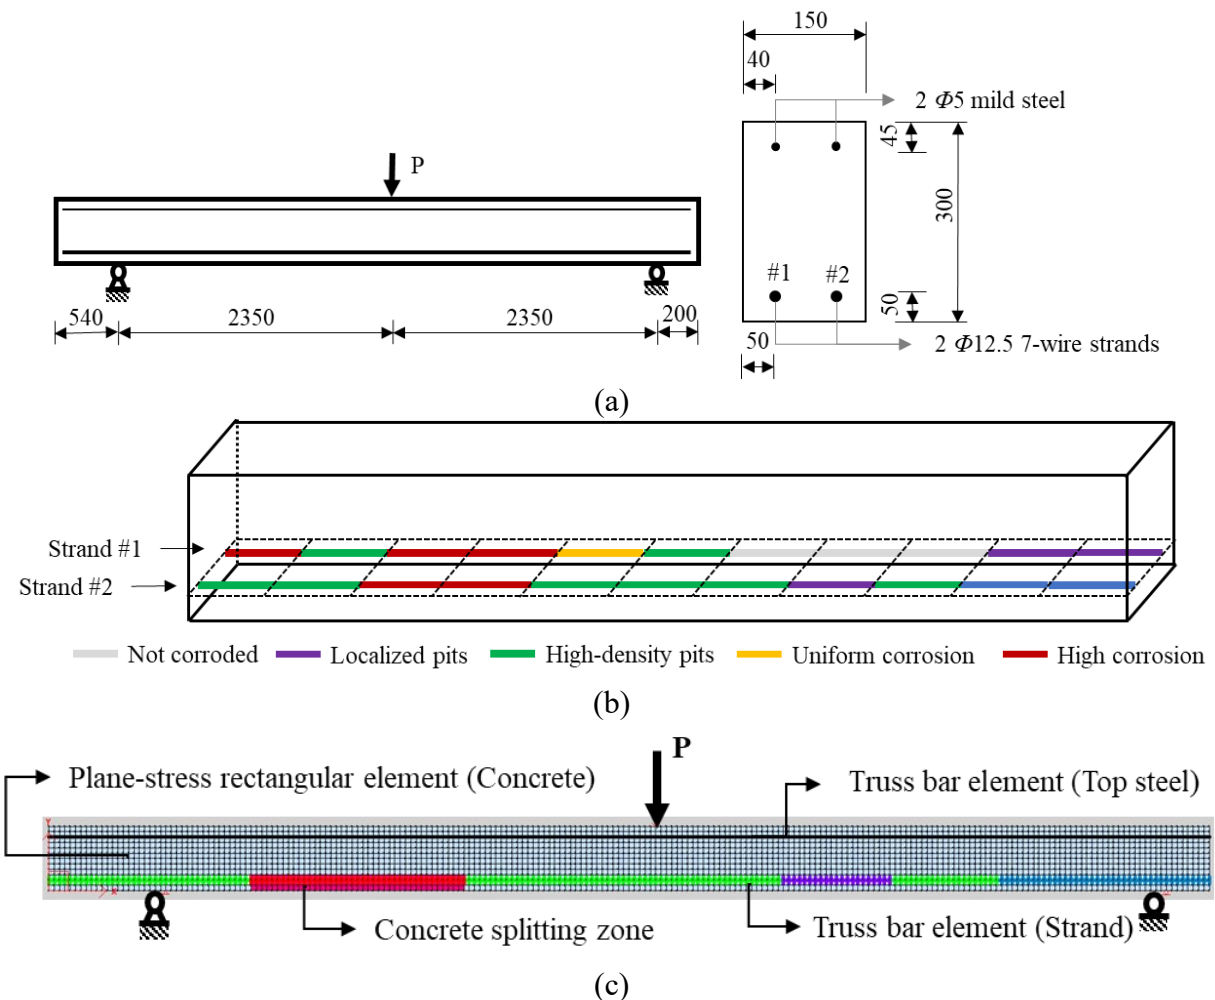 150
40
2 Φ5 mild steel
45
P
300
#1 #2
50
540 2350 2350 200
50
2 Φ12.5 7-wire strands
(a)
Strand #1
Strand #2
Not corroded Localized pits High-density pits Uniform corrosion High corrosion
(b)
P
Plane-stress rectangular element (Concrete) Truss bar element (Top steel)
Concrete splitting zone Truss bar element (Strand)
(c)